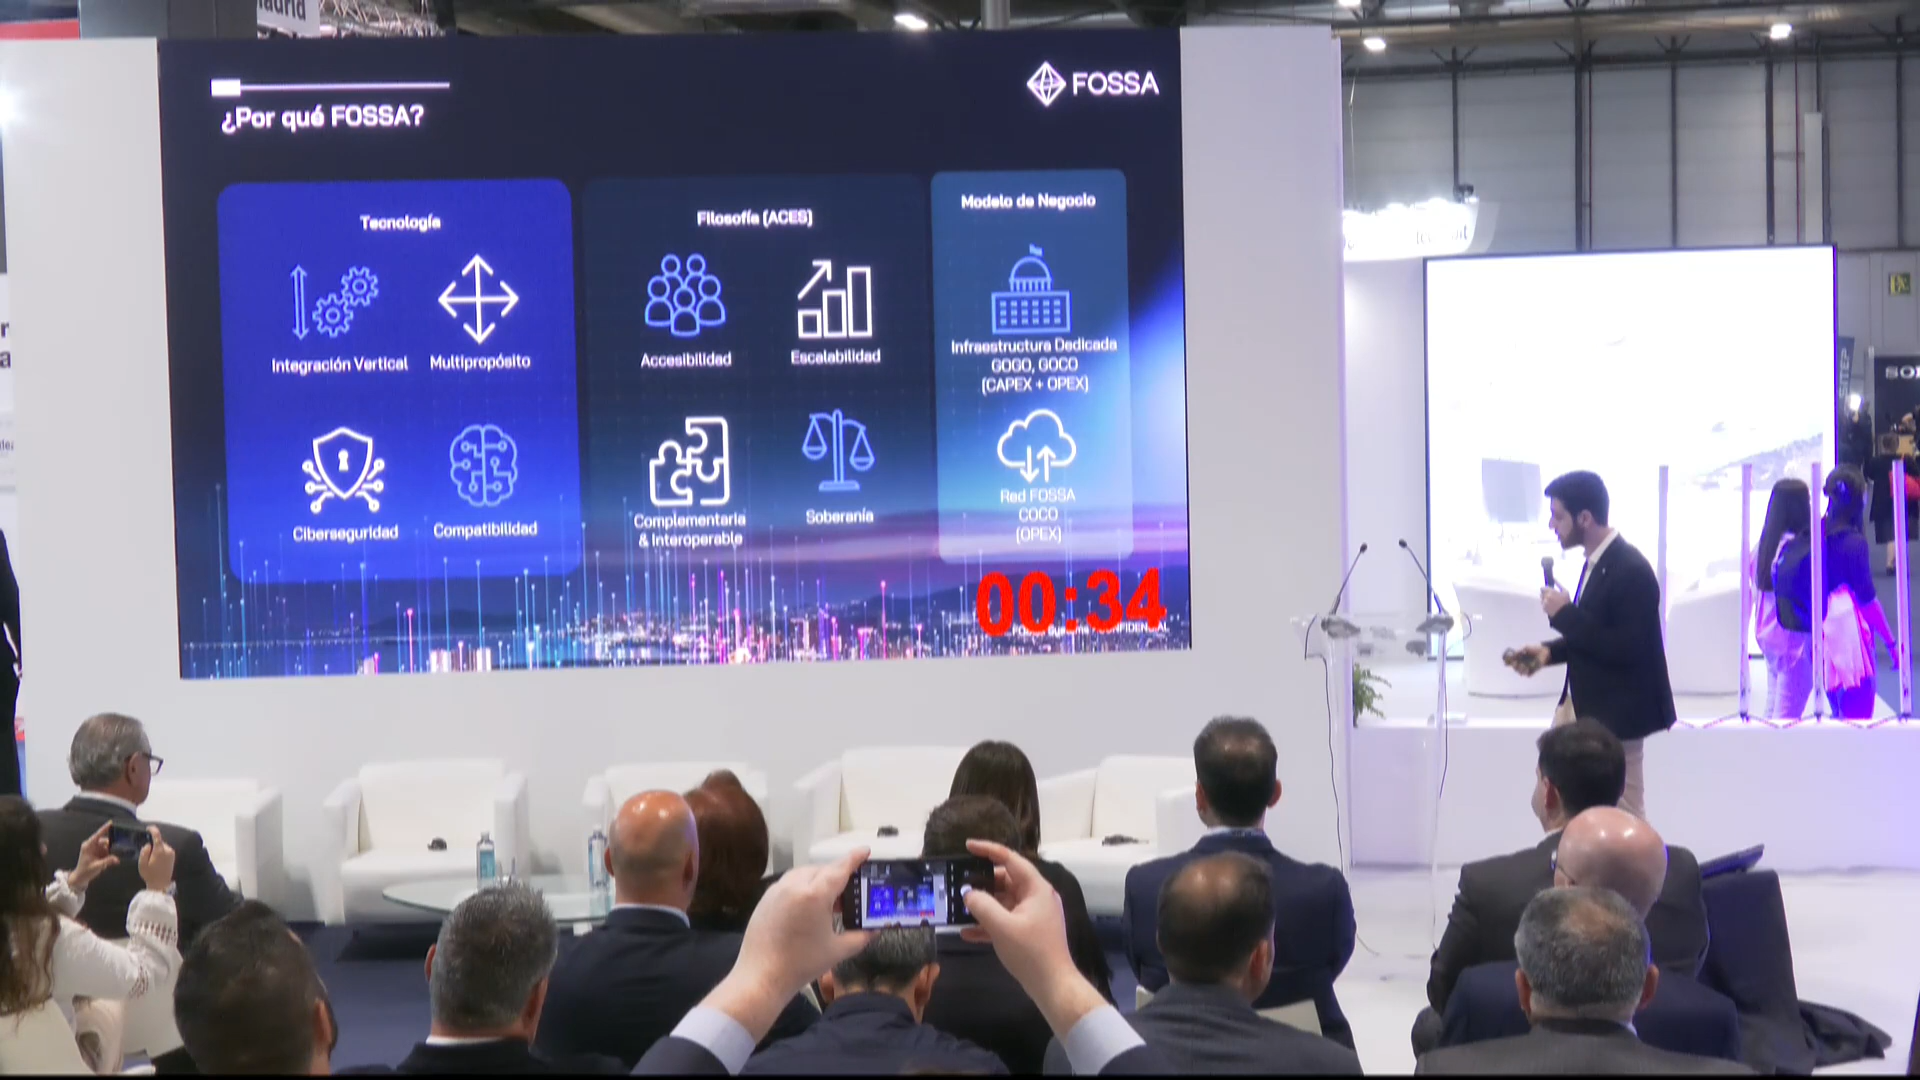 Madrid
FOSSA
¿Por qué FOSSA?
Tecnología
Integración Vertical
Multipropósito
Ciberseguridad
Compatibilidad
Filosofía (ACES)
Accesibilidad
Escalabilidad
Complementaria
& Interoperable
Soberanía
Modelo de Negocio
Infraestructura Dedicada
GOGO, GOCO
(CAPEX + OPEX)
Red FOSSA
COCO
(OPEX)
00:34